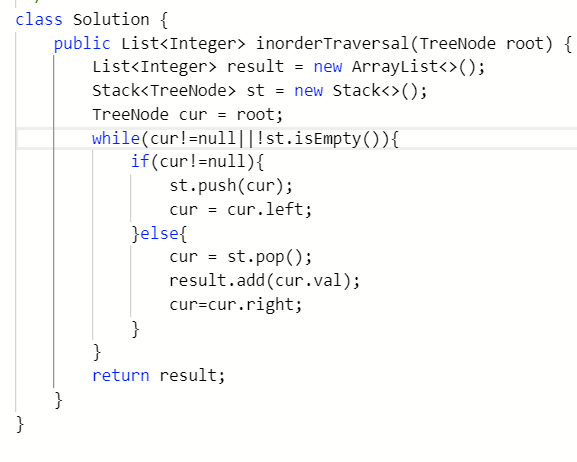 class Solution {
    public List<Integer> inorderTraversal(TreeNode root) {
        List<Integer> result = new ArrayList<>();
        Stack<TreeNode> st = new Stack<>();
        TreeNode cur = root;
        while(cur!=null||!st.isEmpty()){
            if(cur!=null){
                st.push(cur);
                cur = cur.left;
            }else{
                cur = st.pop();
                result.add(cur.val);
                cur=cur.right;
            }
        }
        return result;
    }
}